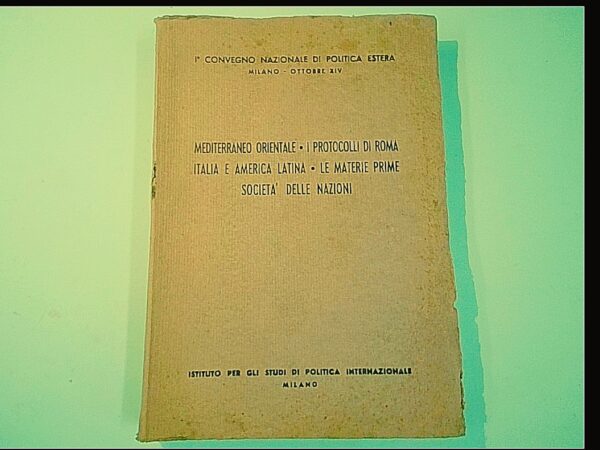 1° CONVEGNO NAZIONALE DI POLITICA ESTERA
MILANO - OTTOBRE XIV
MEDITERRANEO ORIENTALE • I PROTOCOLLI DI ROMA
ITALIA E AMERICA LATINA • LE MATERIE PRIME
SOCIETA' DELLE NAZIONI
ISTITUTO PER GLI STUDI DI POLITICA INTERNAZIONALE
MILANO